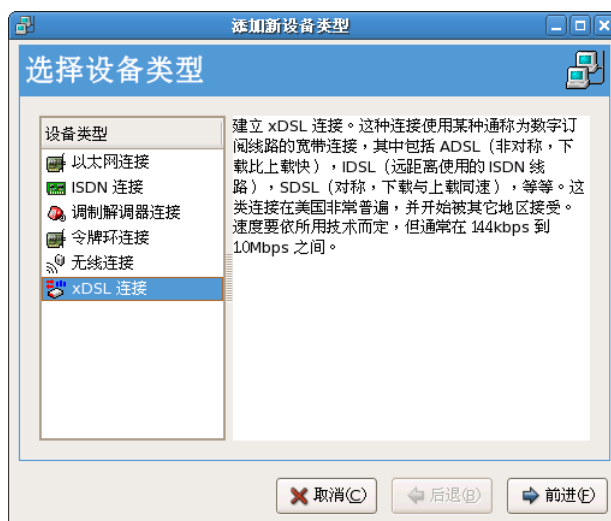 添加新设备类型
选择设备类型
设备类型
以太网连接
ISDN 连接
调制解调器连接
令牌环连接
无线连接
xDSL 连接
建立 xDSL 连接。这种连接使用某种通称为数字订
阅线路的宽带连接，其中包括 ADSL（非对称，下
载比上载快），IDSL（远距离使用的 ISDN 线
路），SDSL（对称，下载与上载同速），等等。这
类连接在美国非常普遍，并开始被其它地区接受。
速度要依所用技术而定，但通常在 144kbps 到
10Mbps 之间。
取消(C)
后退(B)
前进(F)